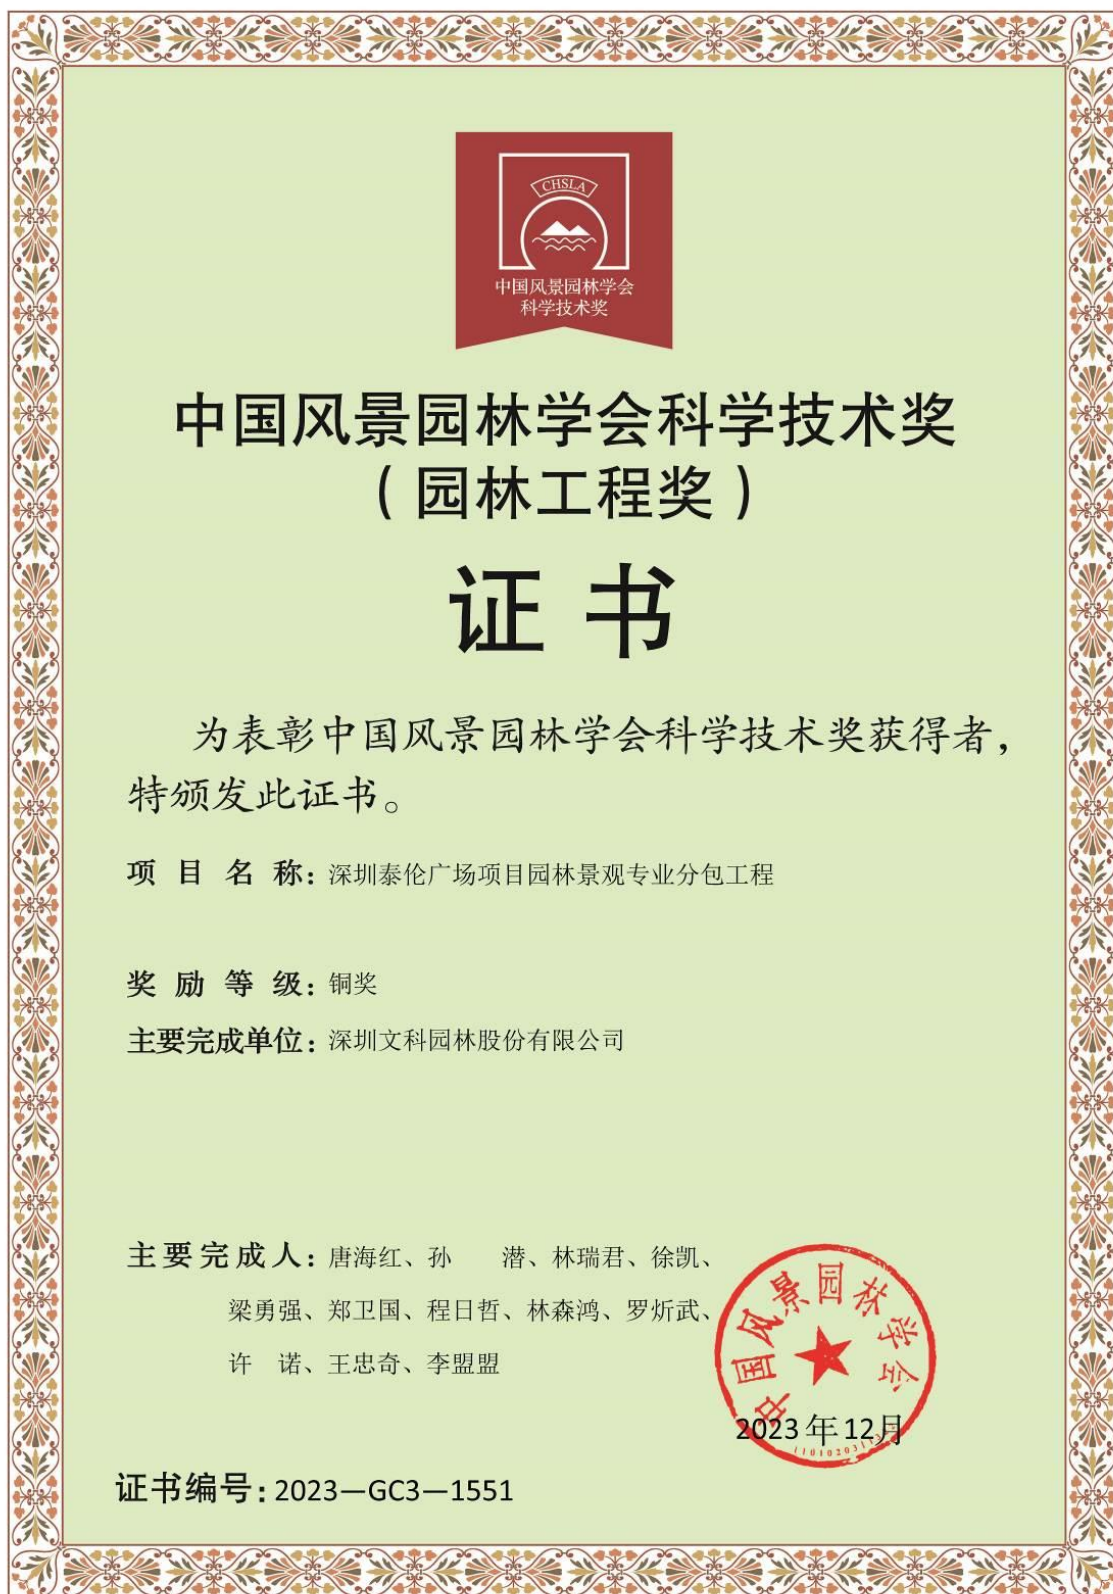 CHSLA
中国风景园林学会
科学技术奖
中国风景园林学会科学技术奖
（园林工程奖）
证书
为表彰中国风景园林学会科学技术奖获得者，
特颁发此证书。
项目名称：深圳泰伦广场项目园林景观专业分包工程
奖励等级：铜奖
主要完成单位：深圳文科园林股份有限公司
主要完成人：唐海红、孙 潜、林瑞君、徐凯、
梁勇强、郑卫国、程日哲、林森鸿、罗炘武、
许 诺、王忠奇、李盟盟
中国风景园林学会
2023年12月
证书编号：2023—GC3—1551